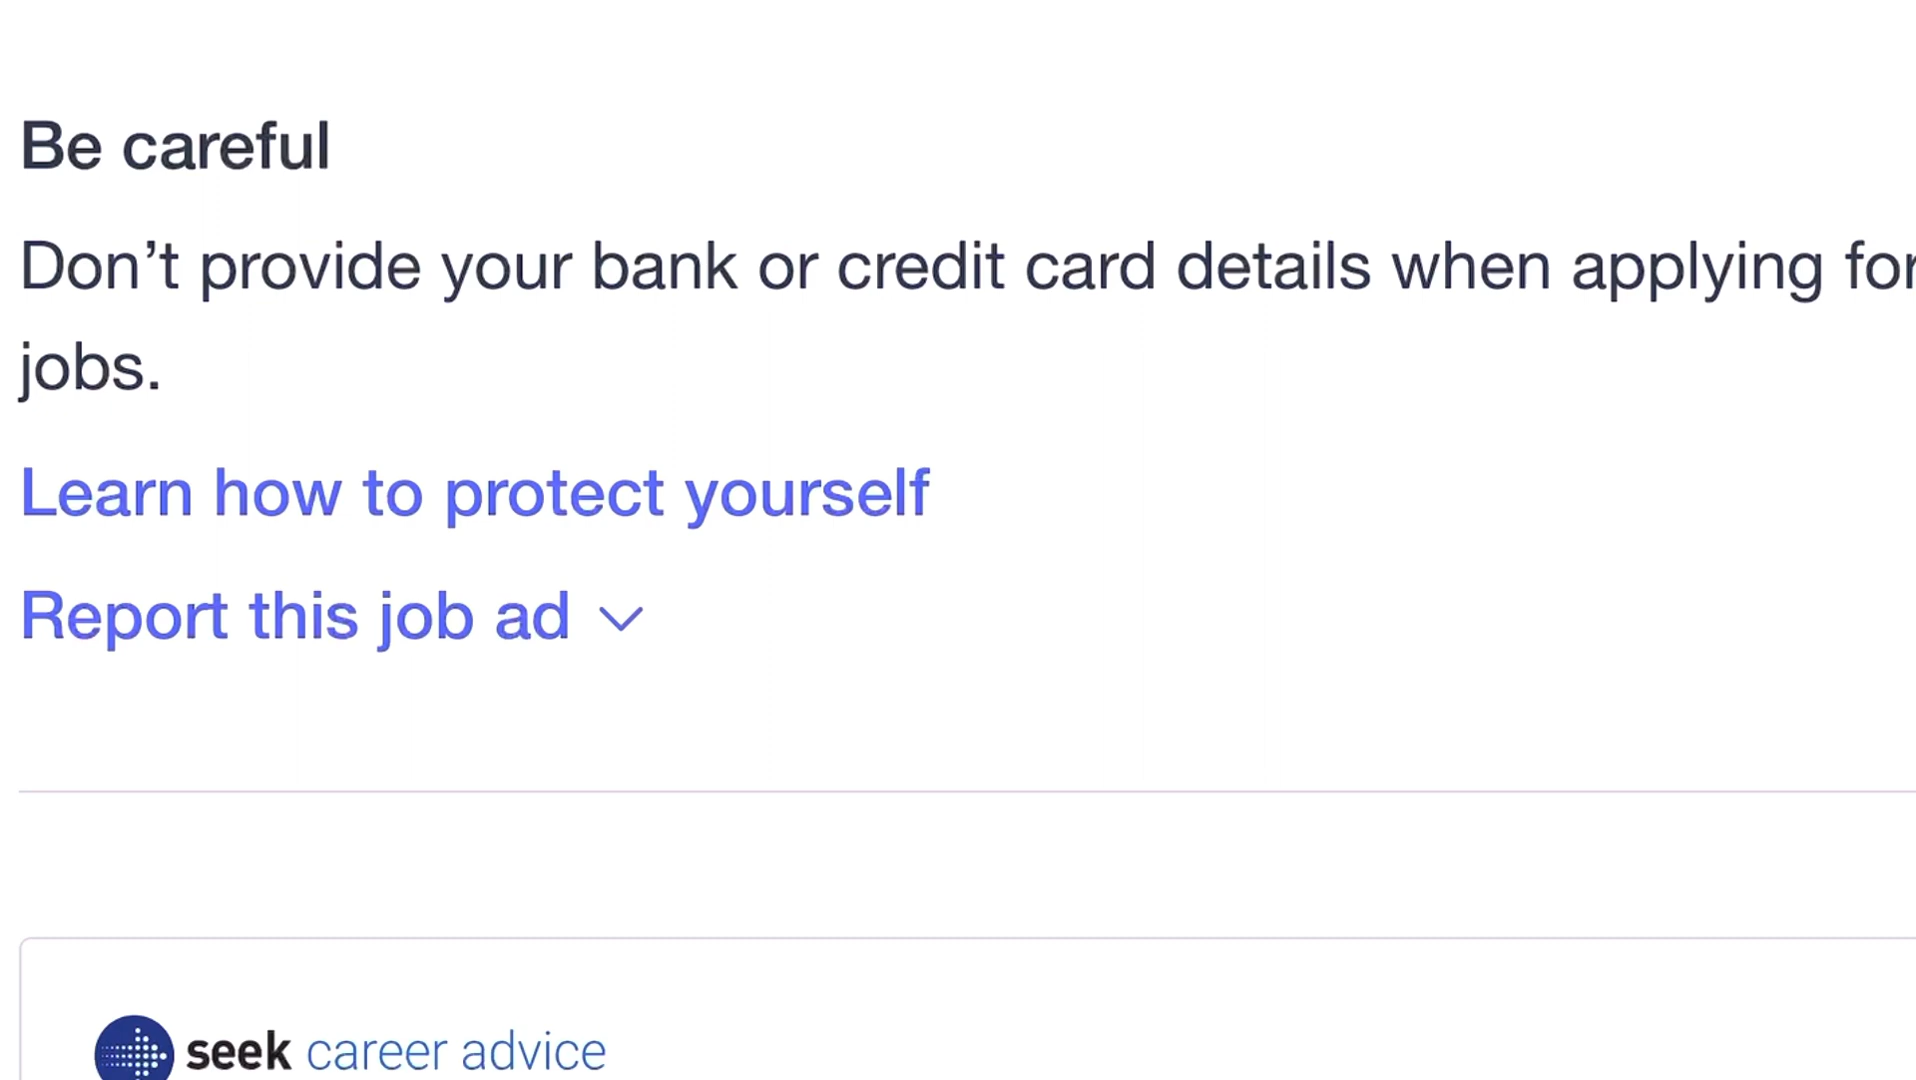 Be careful
Don’t provide your bank or credit card details when applying for
jobs.
Learn how to protect yourself
Report this job ad
seek career advice